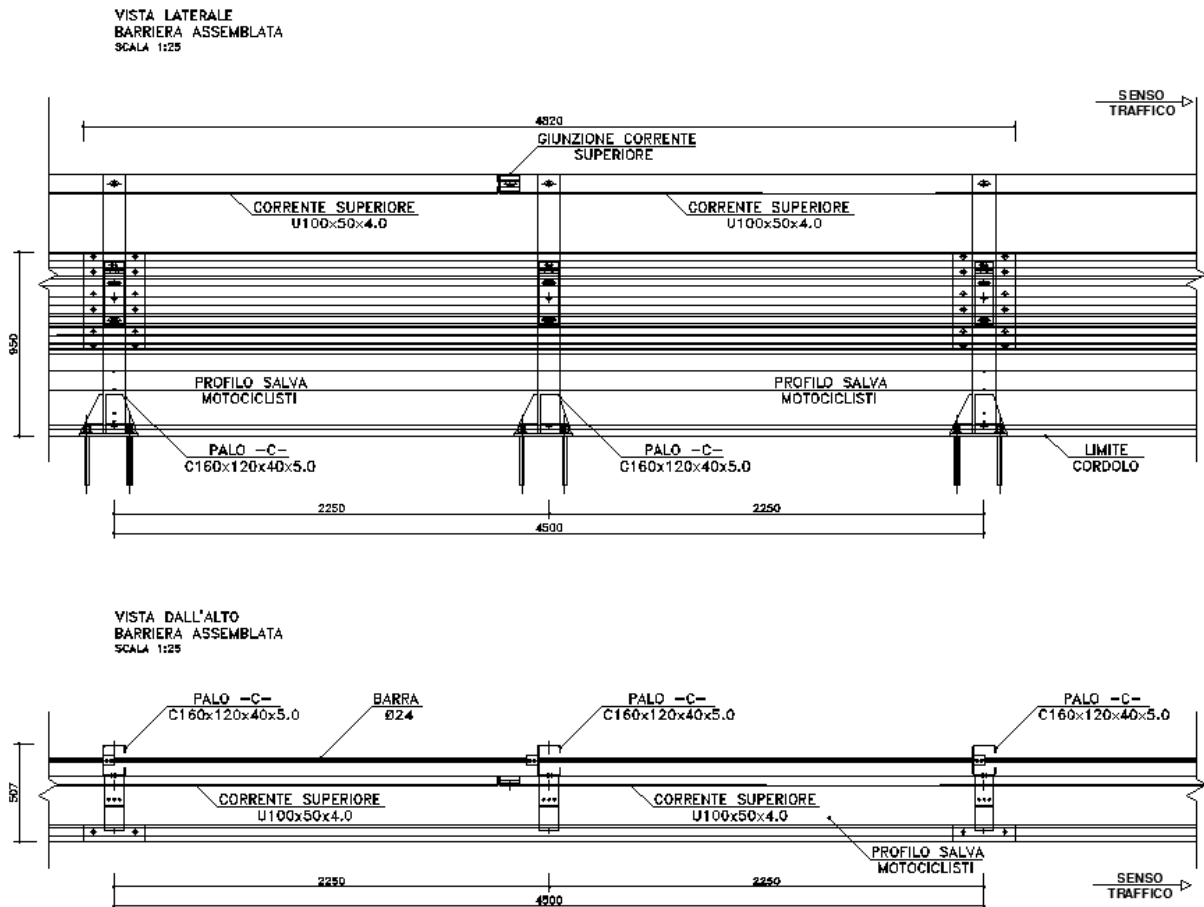 VISTA LATERALE
BARRIERA ASSEMBLATA
SCALA 1:25
SENSO
TRAFFICO
4820
GIUNZIONE CORRENTE
SUPERIORE
CORRENTE SUPERIORE
U100x50x4.0
CORRENTE SUPERIORE
U100x50x4.0
950
PROFILO SALVA
MOTOCICLISTI
PROFILO SALVA
MOTOCICLISTI
PALO -C-
C160x120x40x5.0
PALO -C-
C160x120x40x5.0
LIMITE
CORDOLO
2250
2250
4500
VISTA DALL'ALTO
BARRIERA ASSEMBLATA
SCALA 1:25
PALO -C-
C160x120x40x5.0
BARRA
Ø24
PALO -C-
C160x120x40x5.0
PALO -C-
C160x120x40x5.0
507
CORRENTE SUPERIORE
U100x50x4.0
CORRENTE SUPERIORE
U100x50x4.0
PROFILO SALVA
MOTOCICLISTI
2250
2250
4500
SENSO
TRAFFICO